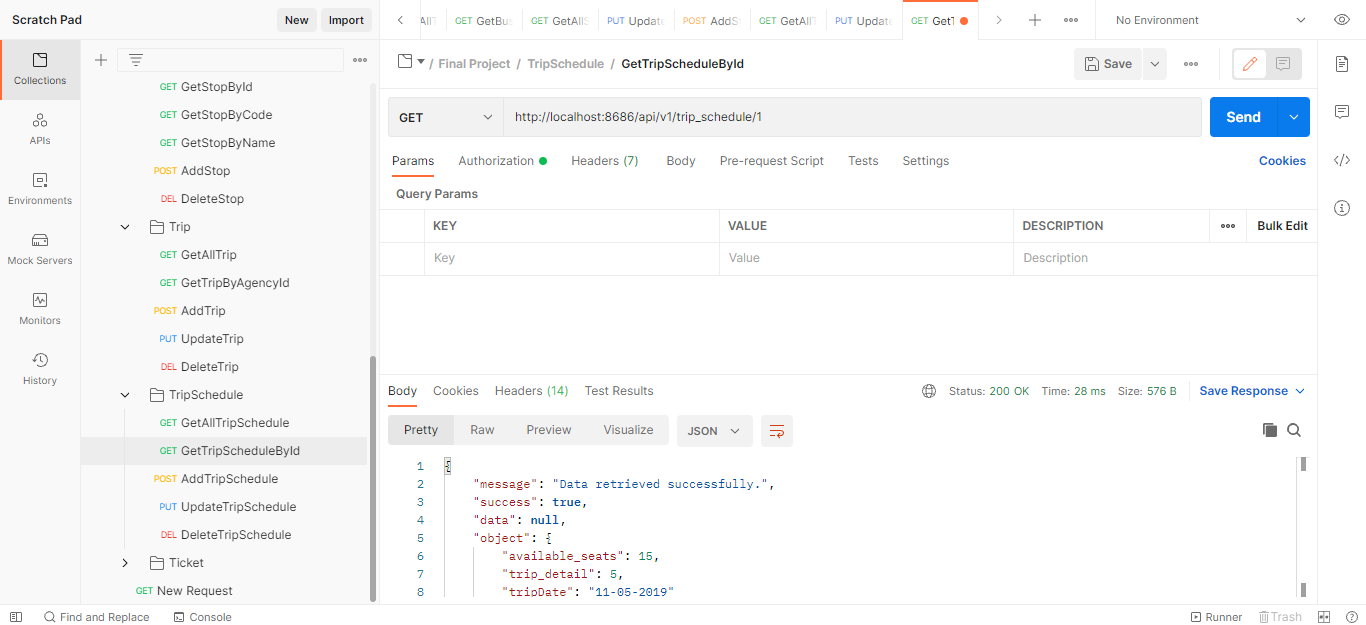 Scratch Pad
New
Import
GET GetBus
GET GetAllS
PUT Update
POST AddS
GET GetAllT
PUT Update
GET GetT
No Environment
Collections
APIs
Environments
Mock Servers
Monitors
History
GET GetStopById
GET GetStopByCode
GET GetStopByName
POST AddStop
DEL DeleteStop
Trip
GET GetAllTrip
GET GetTripByAgencyId
POST AddTrip
PUT UpdateTrip
DEL DeleteTrip
TripSchedule
GET GetAllTripSchedule
GET GetTripScheduleById
POST AddTripSchedule
PUT UpdateTripSchedule
DEL DeleteTripSchedule
Ticket
GET New Request
/ Final Project / TripSchedule / GetTripScheduleById
Save
GET
http://localhost:8686/api/v1/trip_schedule/1
Send
Params Authorization Headers (7) Body Pre-request Script Tests Settings
Cookies
Query Params
KEY VALUE DESCRIPTION Bulk Edit
Key Value Description
Body Cookies Headers (14) Test Results
Status: 200 OK Time: 28 ms Size: 576 B
Save Response
Pretty Raw Preview Visualize JSON
1 {
2 "message": "Data retrieved successfully.",
3 "success": true,
4 "data": null,
5 "object": {
6 "available_seats": 15,
7 "trip_detail": 5,
8 "tripDate": "11-05-2019"
Find and Replace
Console
Runner
Trash